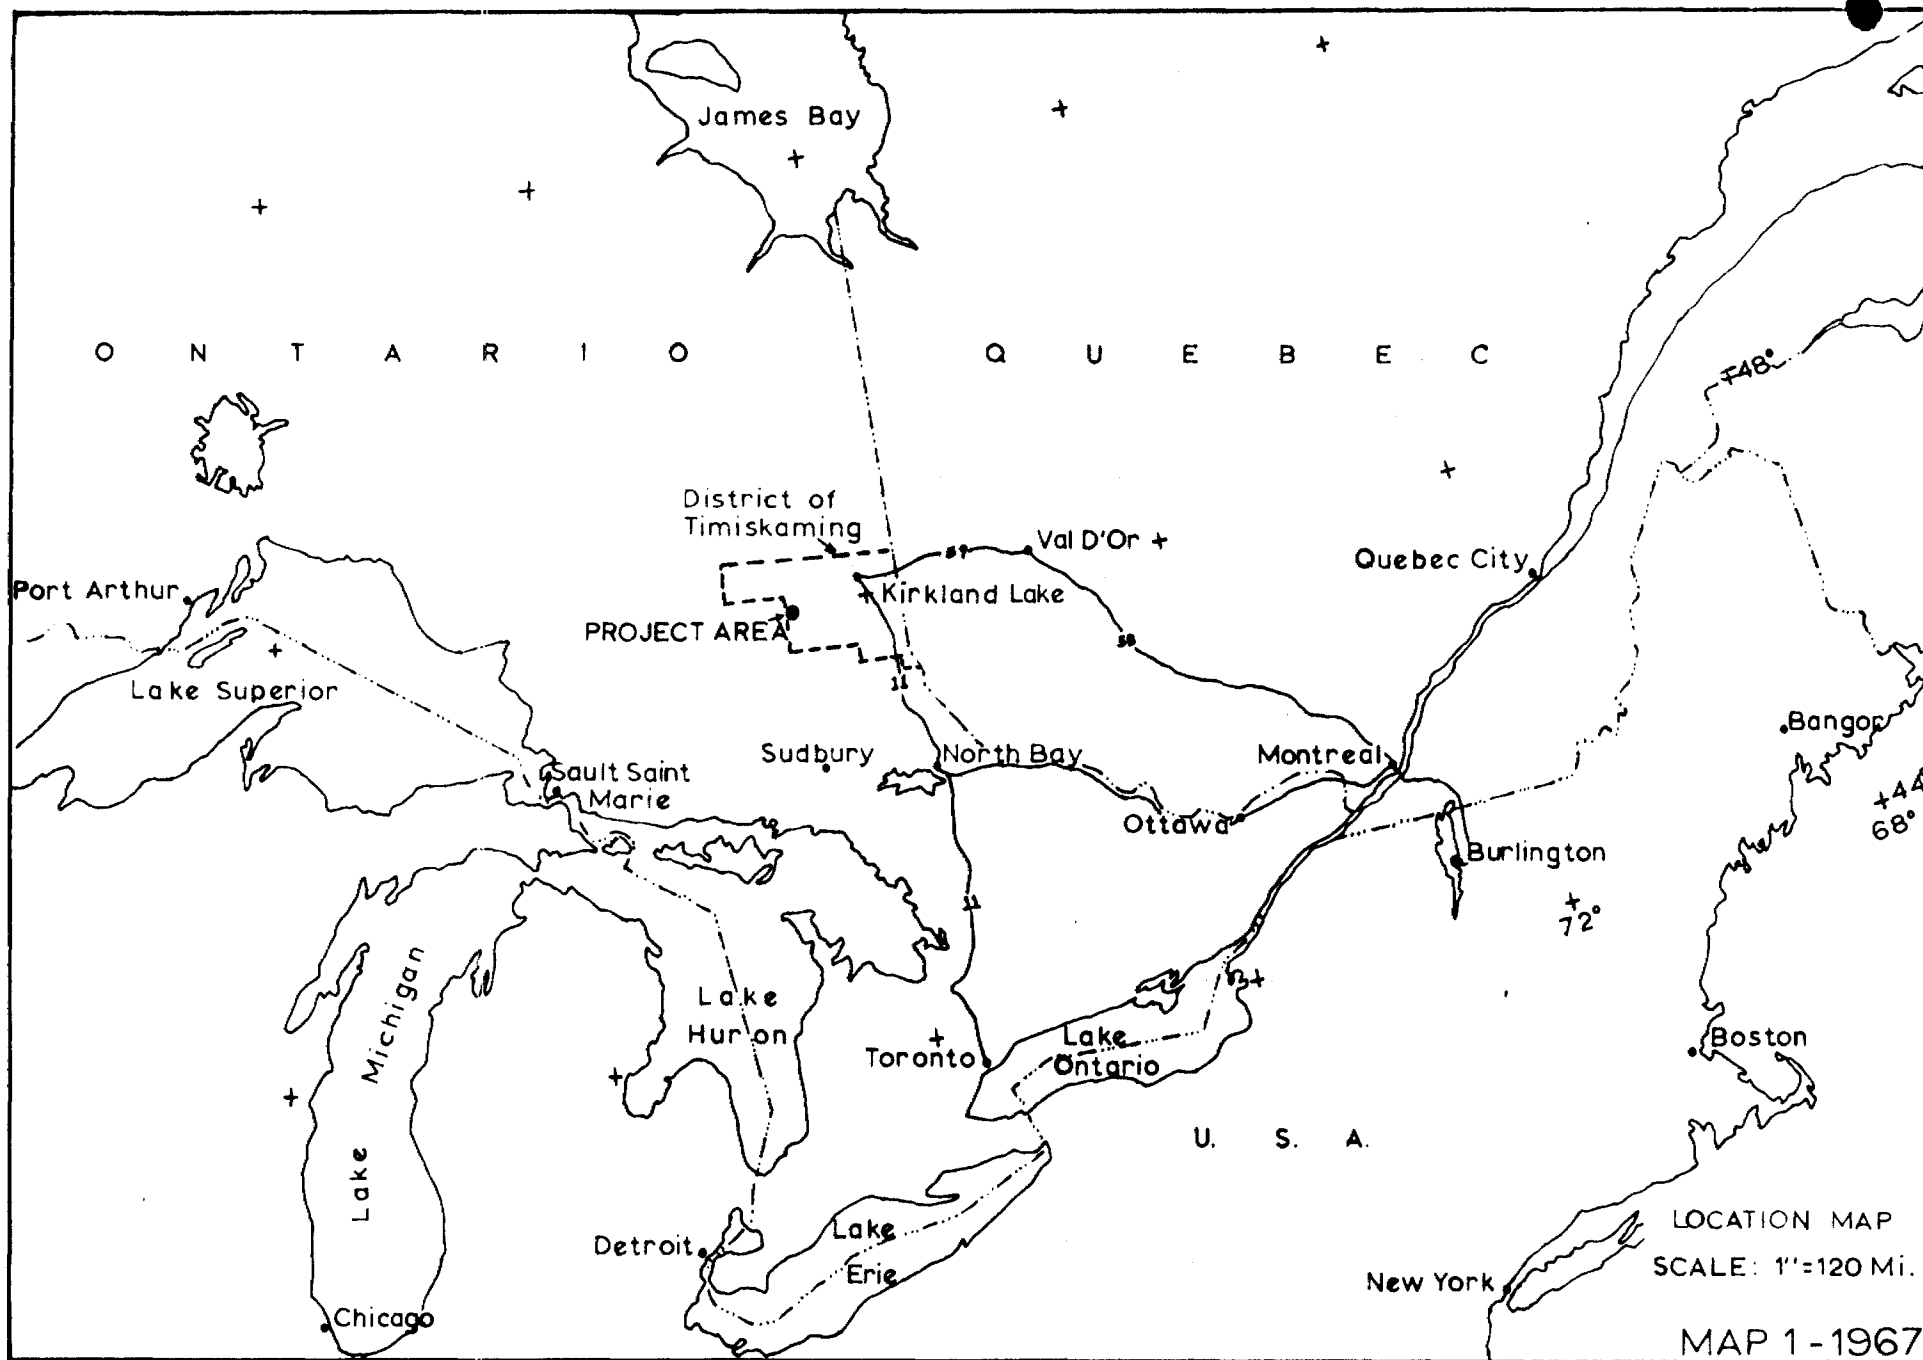 James Bay
O N T A R I O
Q U E B E C
48°
District of
Timiskaming
59
Val D'Or
Quebec City
Port Arthur
Kirkland Lake
PROJECT AREA
58
11
Lake Superior
Bangor
Sudbury
North Bay
Montreal
Sault Saint
Marie
44
68°
Ottawa
Burlington
11
72°
Lake Michigan
Lake
Huron
Toronto
Lake
Ontario
Boston
U. S. A.
Lake
Erie
Detroit
LOCATION MAP
SCALE: 1"=120 Mi.
New York
Chicago
MAP 1-1967